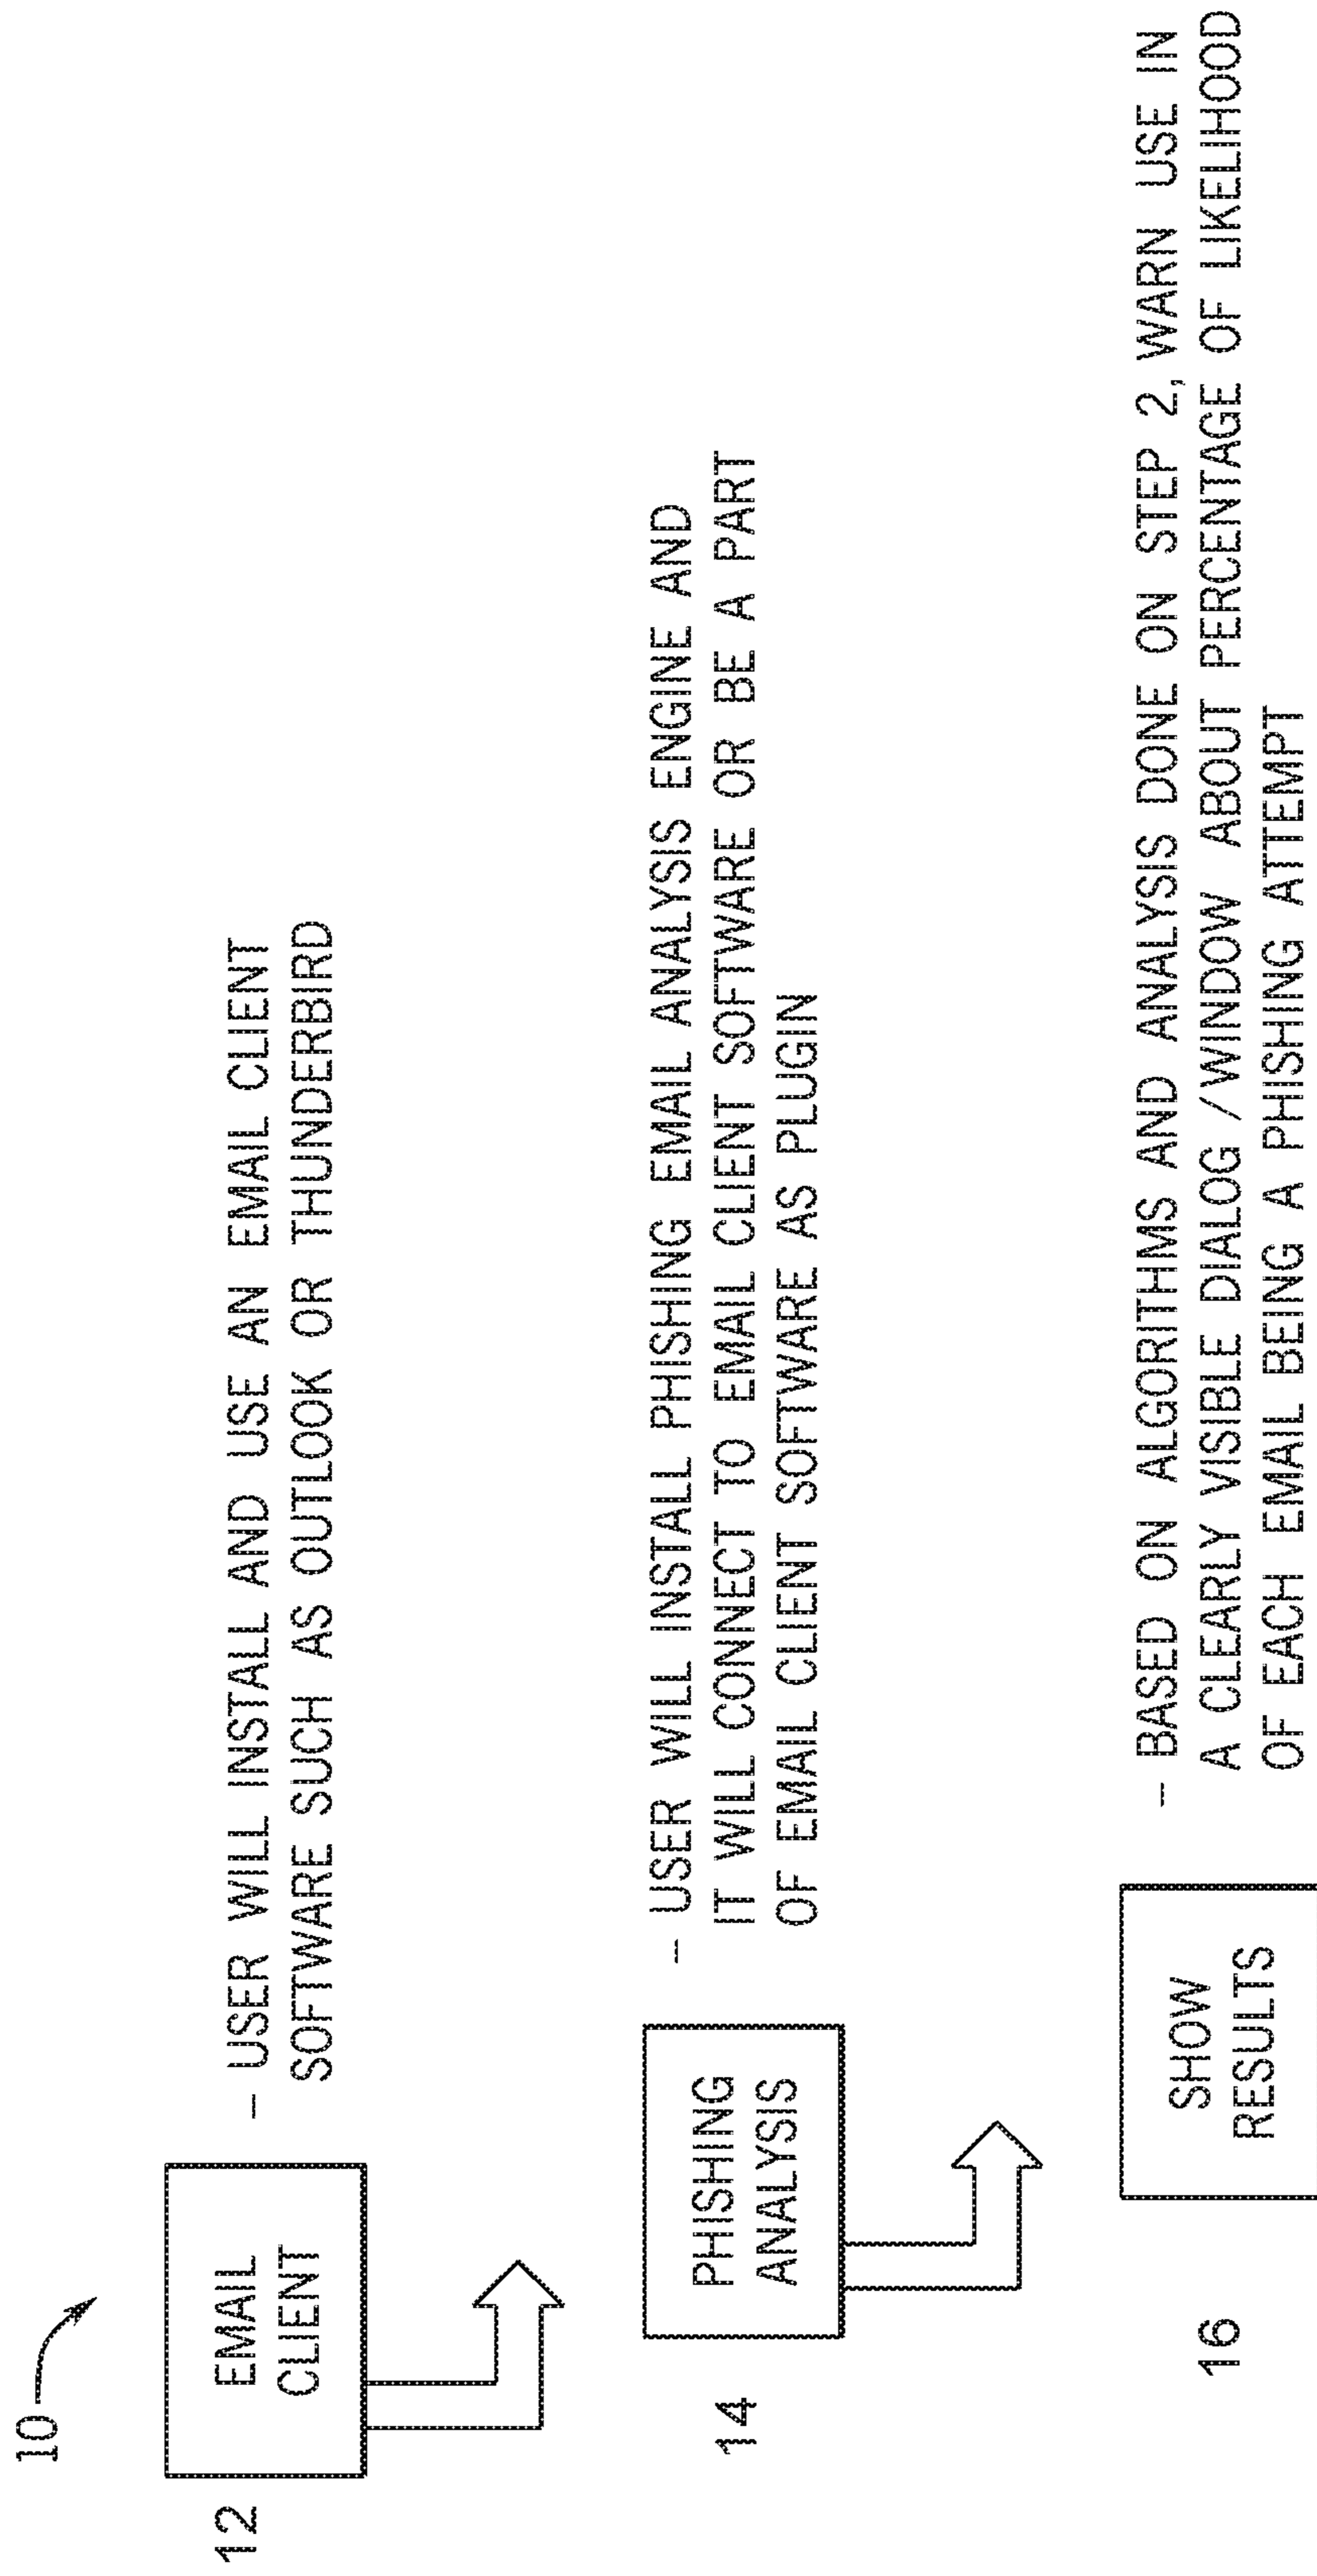 10
12
EMAIL
CLIENT
– USER WILL INSTALL AND USE AN EMAIL CLIENT
SOFTWARE SUCH AS OUTLOOK OR THUNDERBIRD
14
PHISHING
ANALYSIS
– USER WILL INSTALL PHISHING EMAIL ANALYSIS ENGINE AND
IT WILL CONNECT TO EMAIL CLIENT SOFTWARE OR BE A PART
OF EMAIL CLIENT SOFTWARE AS PLUGIN
16
SHOW
RESULTS
– BASED ON ALGORITHMS AND ANALYSIS DONE ON STEP 2, WARN USE IN
A CLEARLY VISIBLE DIALOG /WINDOW ABOUT PERCENTAGE OF LIKELIHOOD
OF EACH EMAIL BEING A PHISHING ATTEMPT